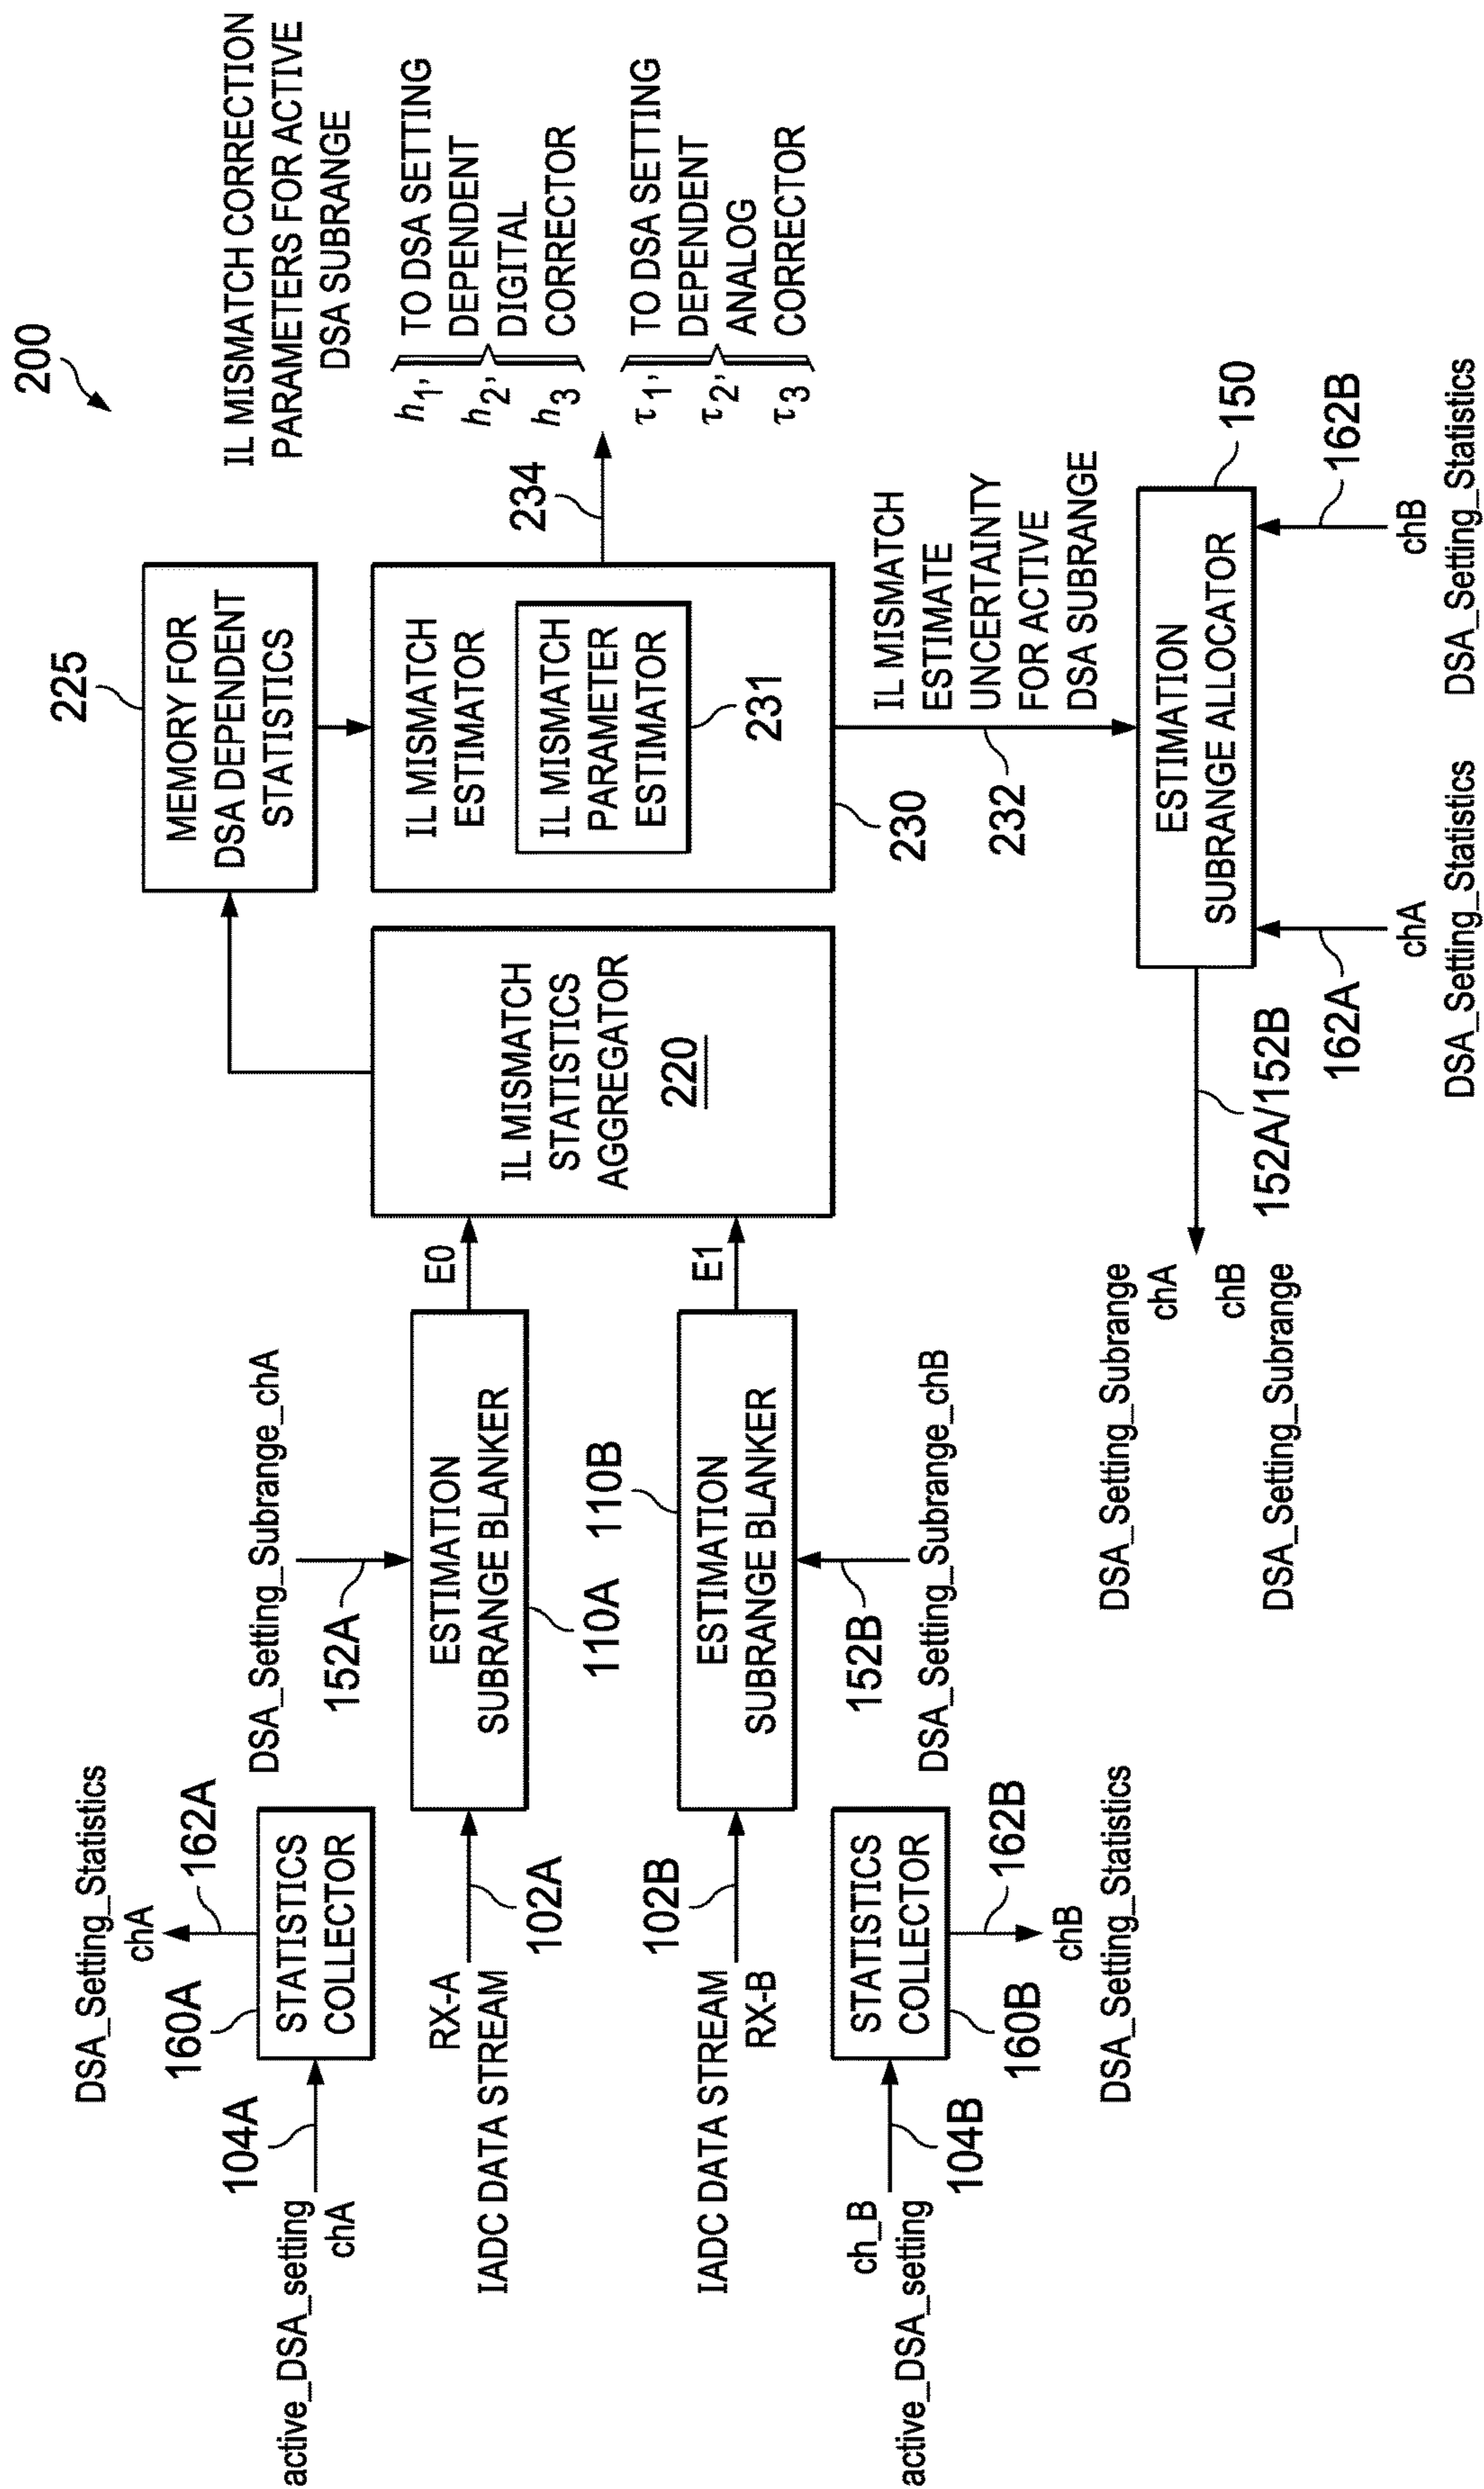 200
active_DSA_setting
chA
104A
160A
STATISTICS
COLLECTOR
DSA_Setting_Statistics
chA
162A
RX-A
IADC DATA STREAM
102A
DSA_Setting_Subrange_chA
152A
ESTIMATION
SUBRANGE BLANKER
110A
E0
IADC DATA STREAM
RX-B
102B
ESTIMATION
SUBRANGE BLANKER
110B
E1
152B
DSA_Setting_Subrange_chB
ch_B
active_DSA_setting
104B
STATISTICS
COLLECTOR
160B
162B
chB
DSA_Setting_Statistics
IL MISMATCH
STATISTICS
AGGREGATOR
220
225
MEMORY FOR
DSA DEPENDENT
STATISTICS
IL MISMATCH
ESTIMATOR
IL MISMATCH
PARAMETER
ESTIMATOR
231
230
234
IL MISMATCH CORRECTION
PARAMETERS FOR ACTIVE
DSA SUBRANGE
h1,
h2,
h3
TO DSA SETTING
DEPENDENT
DIGITAL
CORRECTOR
τ1,
τ2,
τ3
TO DSA SETTING
DEPENDENT
ANALOG
CORRECTOR
232
IL MISMATCH
ESTIMATE
UNCERTAINTY
FOR ACTIVE
DSA SUBRANGE
ESTIMATION
SUBRANGE ALLOCATOR
150
DSA_Setting_Subrange
chA
chB
DSA_Setting_Subrange
152A/152B
162A
chA
DSA_Setting_Statistics
162B
chB
DSA_Setting_Statistics